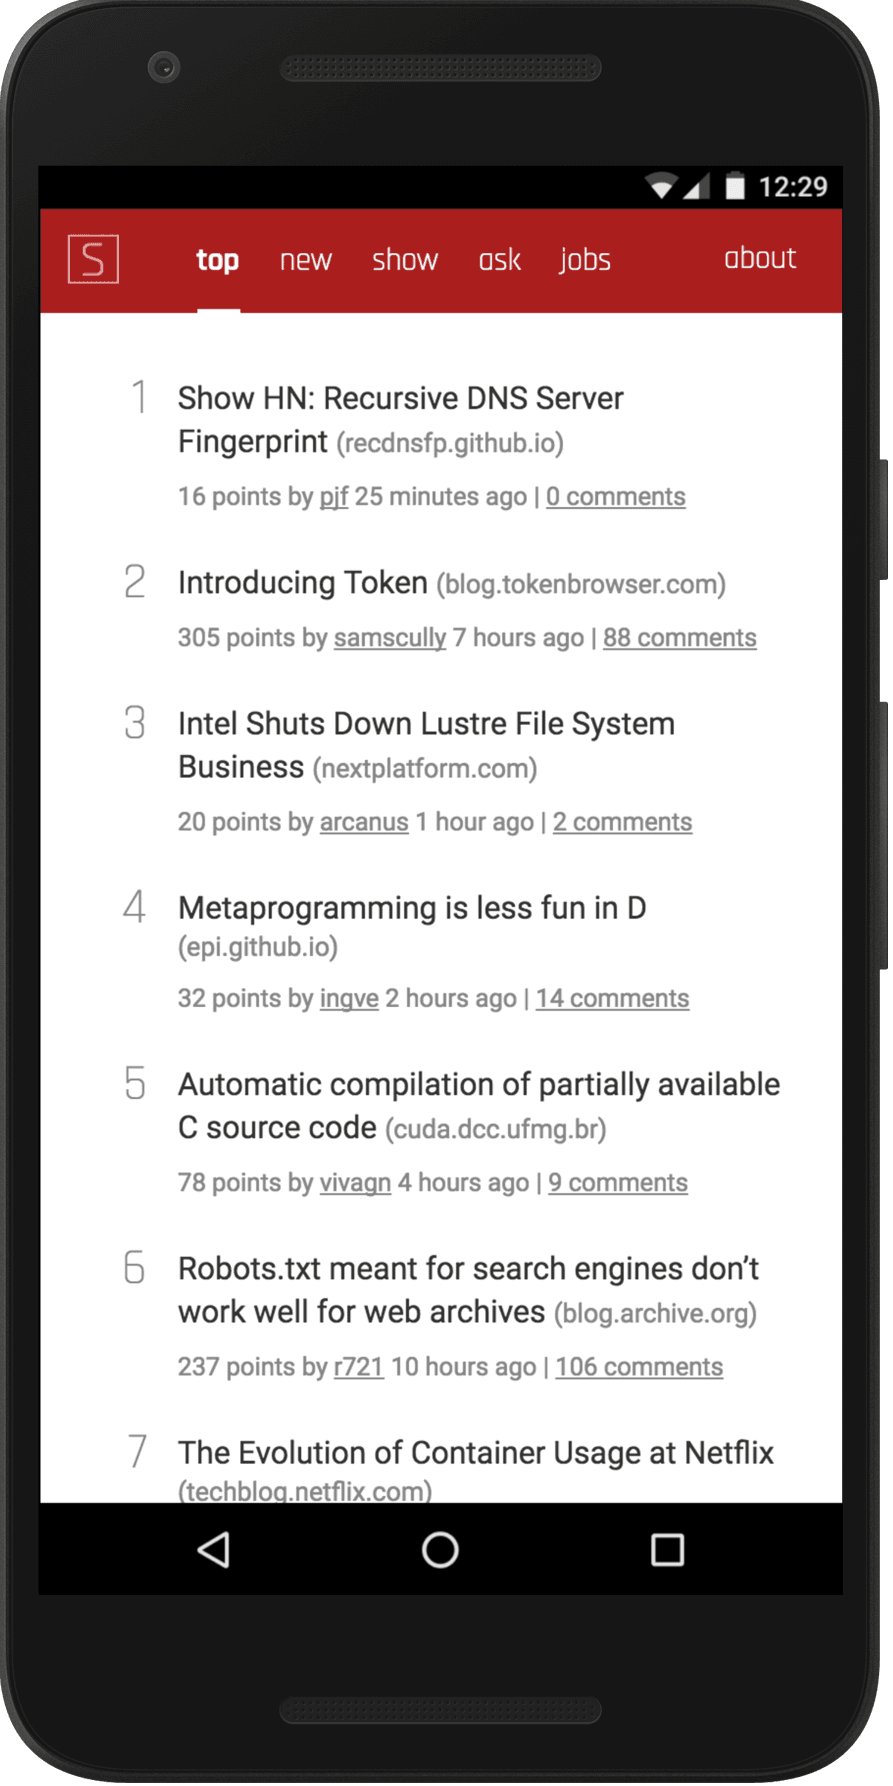 12:29
S top new show ask jobs about
1 Show HN: Recursive DNS Server
Fingerprint (recdnsfp.github.io)
16 points by pjf 25 minutes ago | 0 comments
2 Introducing Token (blog.tokenbrowser.com)
305 points by samscully 7 hours ago | 88 comments
3 Intel Shuts Down Lustre File System
Business (nextplatform.com)
20 points by arcanus 1 hour ago | 2 comments
4 Metaprogramming is less fun in D
(epi.github.io)
32 points by ingve 2 hours ago | 14 comments
5 Automatic compilation of partially available
C source code (cuda.dcc.ufmg.br)
78 points by vivagn 4 hours ago | 9 comments
6 Robots.txt meant for search engines don’t
work well for web archives (blog.archive.org)
237 points by r721 10 hours ago | 106 comments
7 The Evolution of Container Usage at Netflix
(techblog.netflix.com)